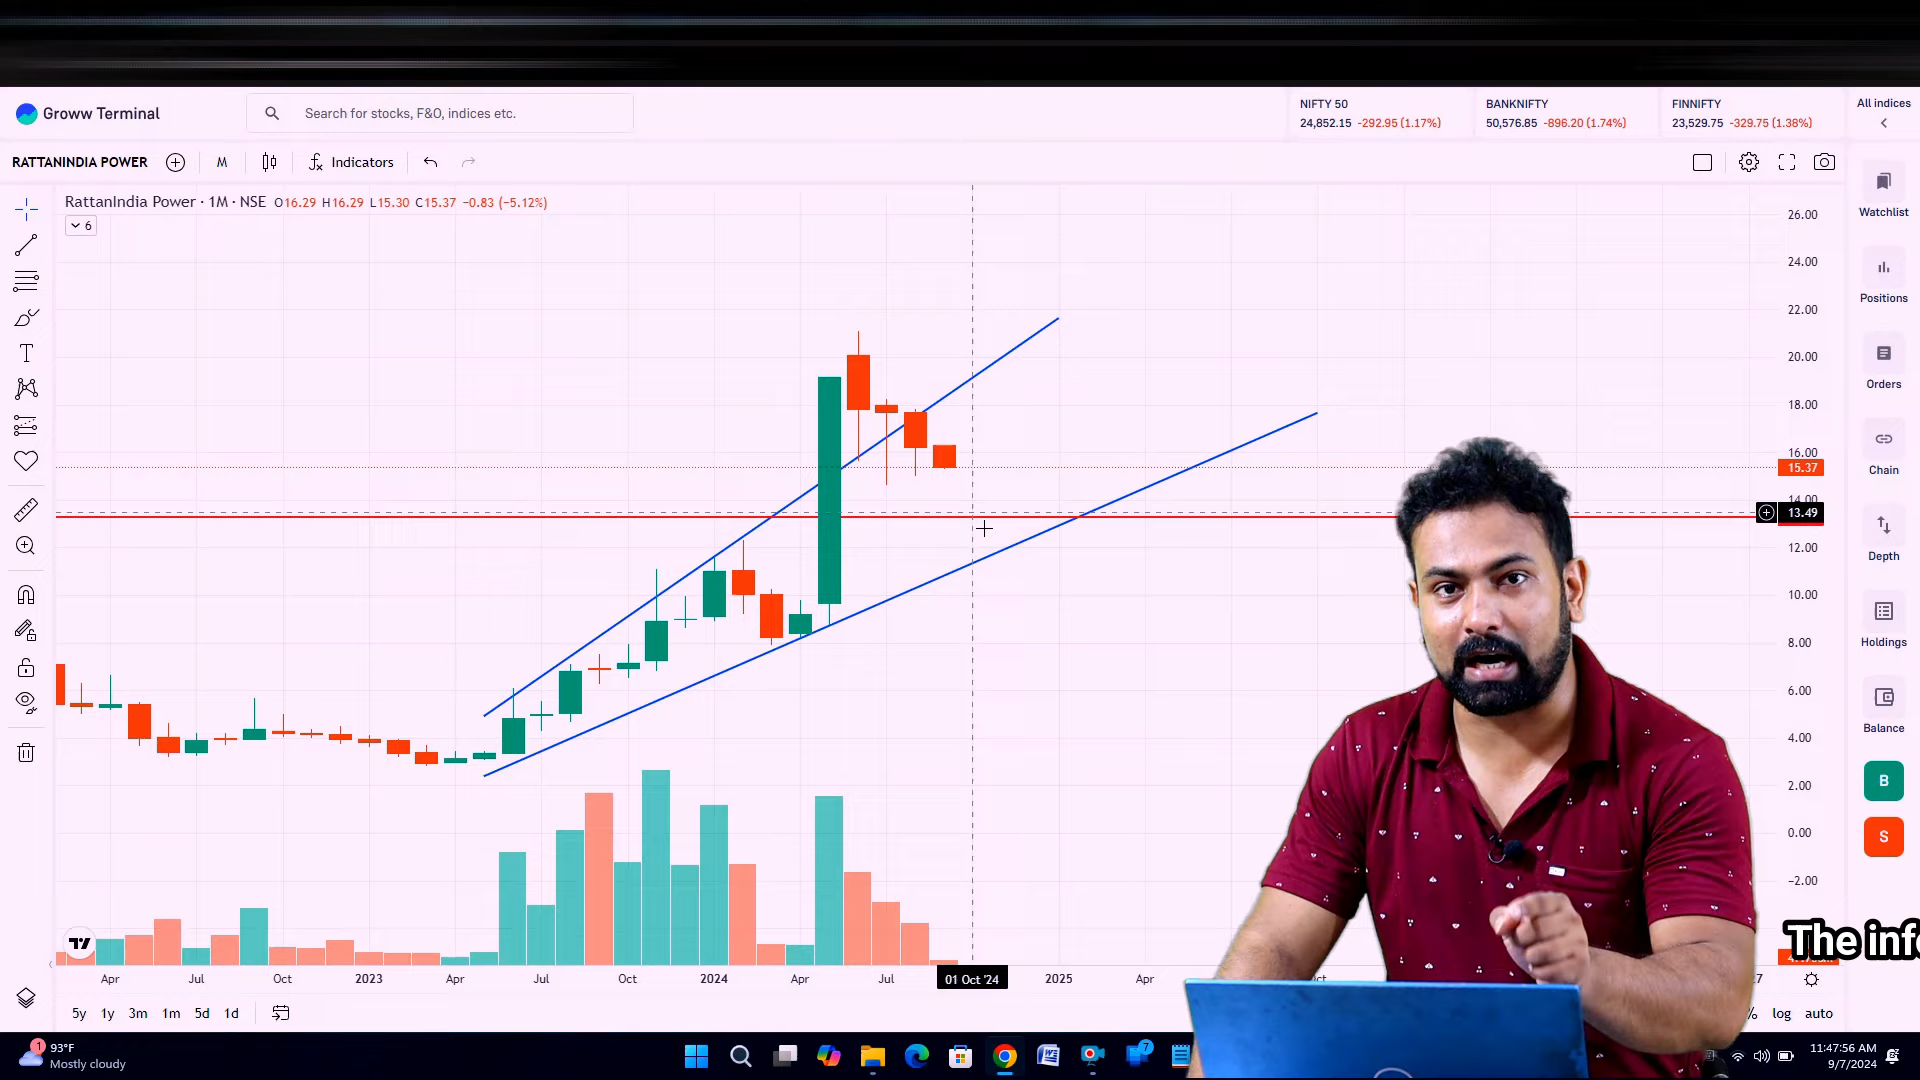 Groww Terminal
Search for stocks, F&O, indices etc.
NIFTY 50
24,852.15 -292.95 (1.17%)
BANKNIFTY
50,576.85 -896.20 (1.74%)
FINNIFTY
23,529.75 -329.75 (1.38%)
All indices
RATTANINDIA POWER
M
Indicators
RattanIndia Power · 1M · NSE O16.29 H16.29 L15.30 C15.37 −0.83 (−5.12%)
6
26.00
24.00
22.00
20.00
18.00
16.00
15.37
14.00
13.49
12.00
10.00
8.00
6.00
4.00
2.00
0.00
−2.00
Watchlist
Positions
Orders
Chain
Depth
Holdings
Balance
B
S
The info
Apr Jul Oct 2023 Apr Jul Oct 2024 Apr Jul 01 Oct '24 2025 Apr
5y 1y 3m 1m 5d 1d
% log auto
1
93°F
Mostly cloudy
7
11:47:56 AM
9/7/2024